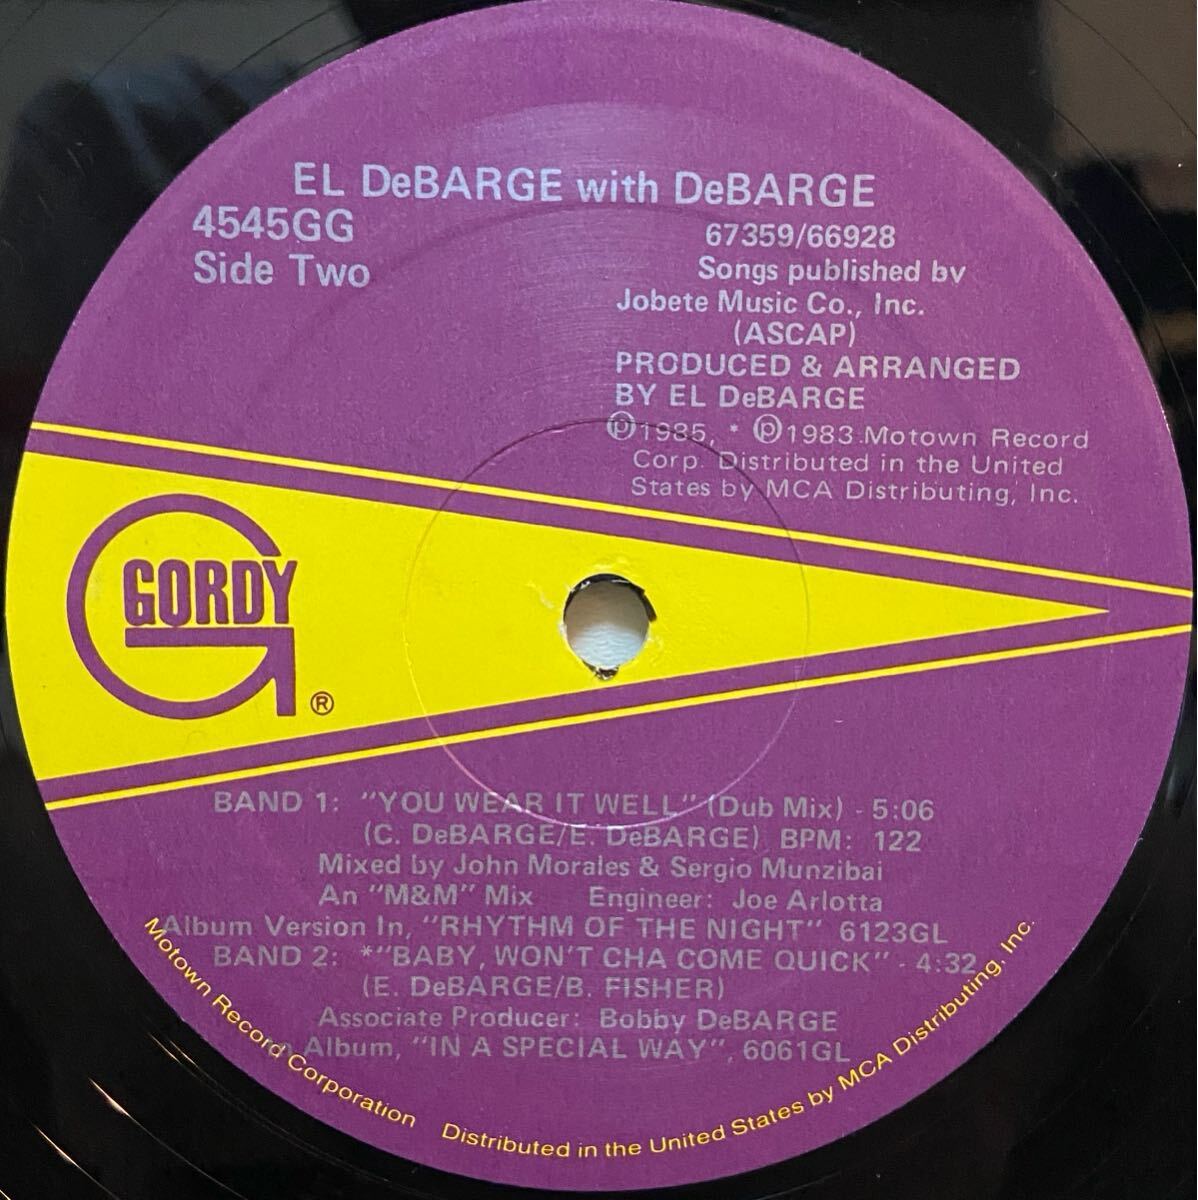 EL DeBARGE with DeBARGE
4545GG
Side Two
67359/66928
Songs published by
Jobete Music Co., Inc.
(ASCAP)
PRODUCED & ARRANGED
BY EL DeBARGE
℗1985, * ℗1983 Motown Record
Corp. Distributed in the United
States by MCA Distributing, Inc.
GORDY
®
BAND 1: "YOU WEAR IT WELL" (Dub Mix) - 5:06
(C. DeBARGE/E. DeBARGE) BPM: 122
Mixed by John Morales & Sergio Munzibai
An "M&M" Mix Engineer: Joe Arlotta
Album Version In, "RHYTHM OF THE NIGHT" 6123GL
BAND 2: *"BABY, WON'T CHA COME QUICK" - 4:32
(E. DeBARGE/B. FISHER)
Associate Producer: Bobby DeBARGE
In Album, "IN A SPECIAL WAY", 6061GL
Motown Record Corporation Distributed in the United States by MCA Distributing, Inc.